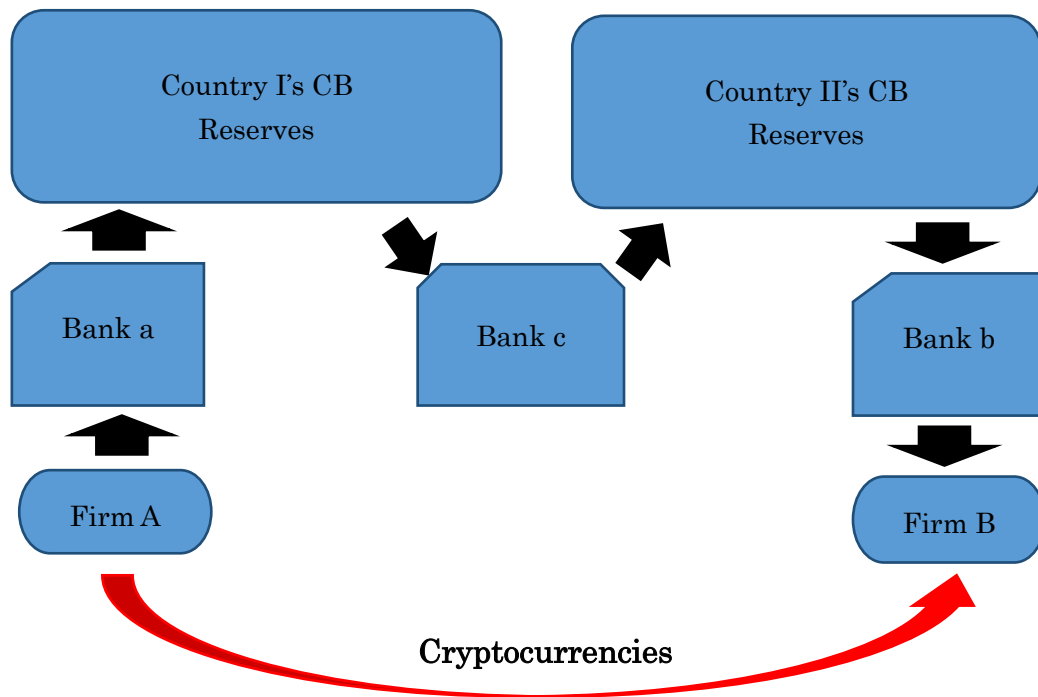 Country I’s CB
Reserves
Country II’s CB
Reserves
Bank a
Bank c
Bank b
Firm A
Firm B
Cryptocurrencies